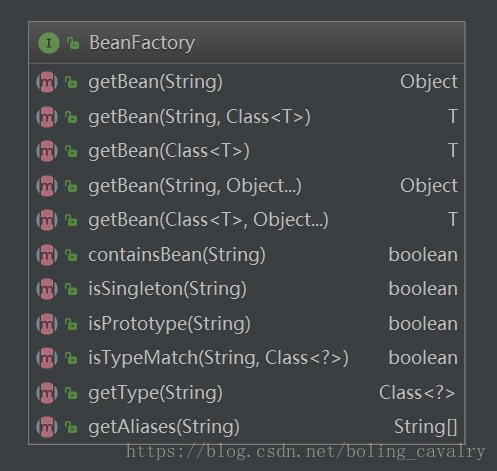 I BeanFactory
m getBean(String) Object
m getBean(String, Class<T>) T
m getBean(Class<T>) T
m getBean(String, Object...) Object
m getBean(Class<T>, Object...) T
m containsBean(String) boolean
m isSingleton(String) boolean
m isPrototype(String) boolean
m isTypeMatch(String, Class<?>) boolean
m getType(String) Class<?>
m getAliases(String) String[]
https://blog.csdn.net/boling_cavalry